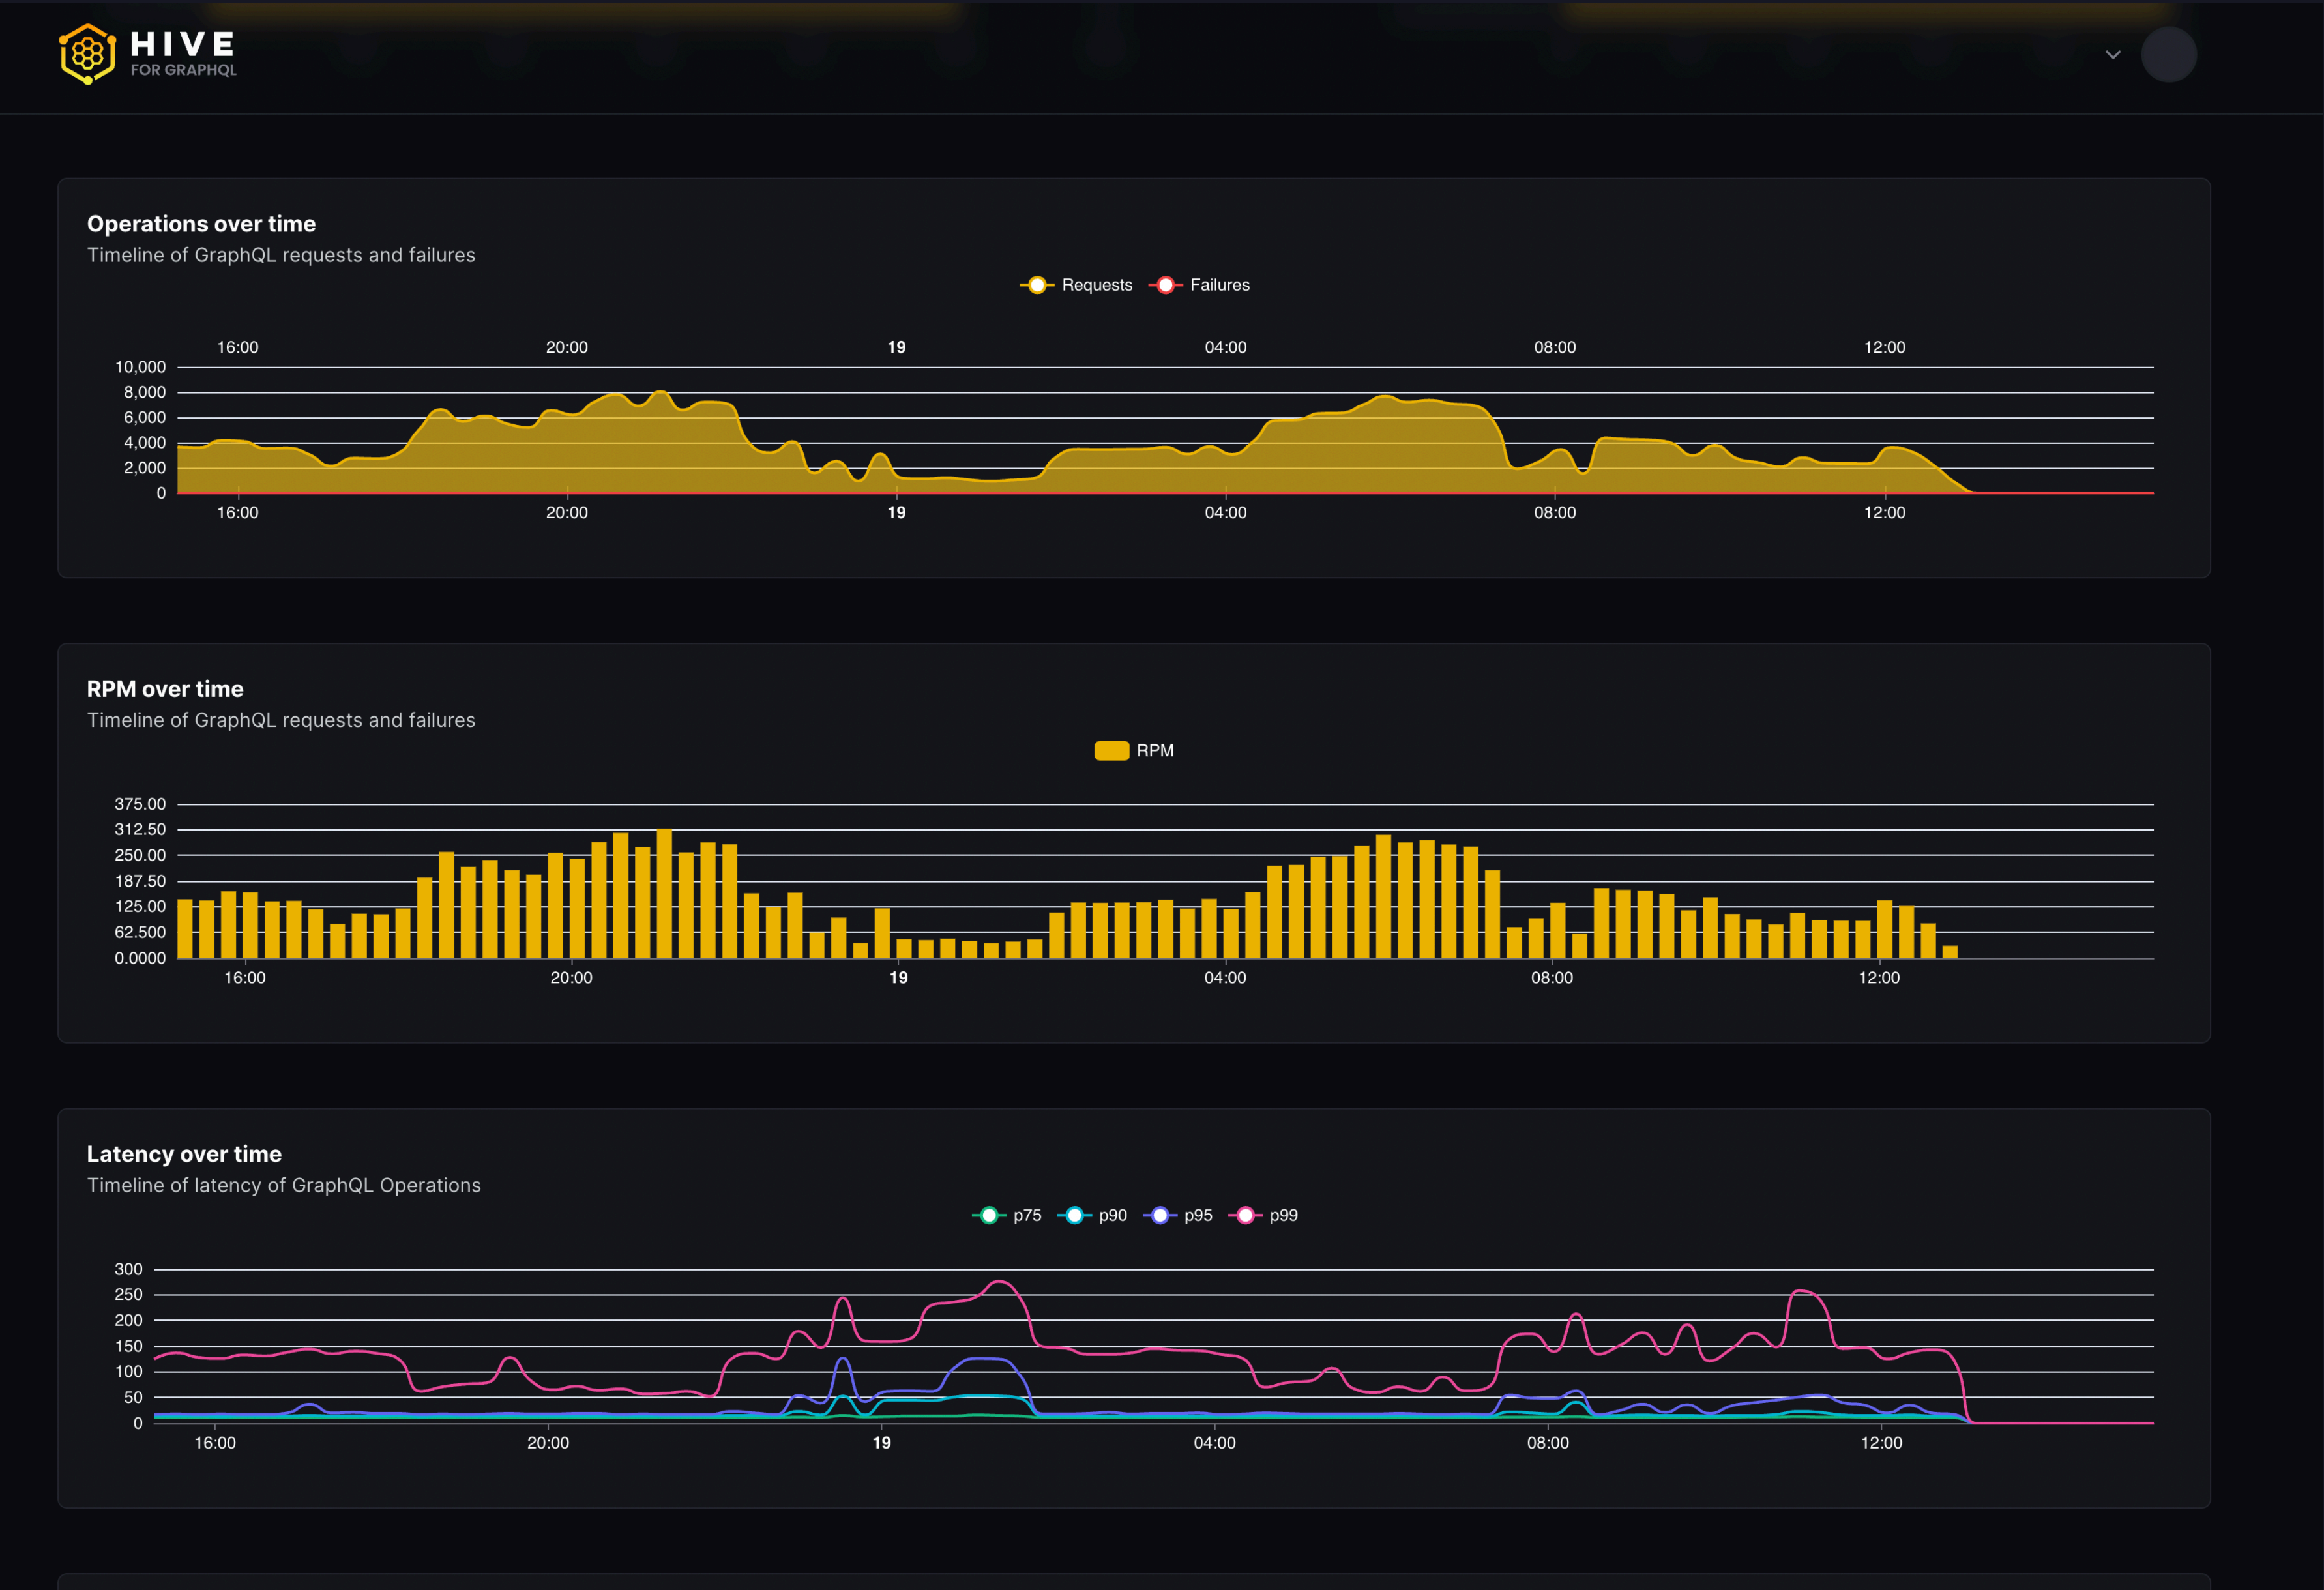 HIVE
FOR GRAPHQL
Operations over time
Timeline of GraphQL requests and failures
Requests Failures
16:00 20:00 19 04:00 08:00 12:00
10,000
8,000
6,000
4,000
2,000
0
16:00 20:00 19 04:00 08:00 12:00
RPM over time
Timeline of GraphQL requests and failures
RPM
375.00
312.50
250.00
187.50
125.00
62.500
0.0000
16:00 20:00 19 04:00 08:00 12:00
Latency over time
Timeline of latency of GraphQL Operations
p75 p90 p95 p99
300
250
200
150
100
50
0
16:00 20:00 19 04:00 08:00 12:00